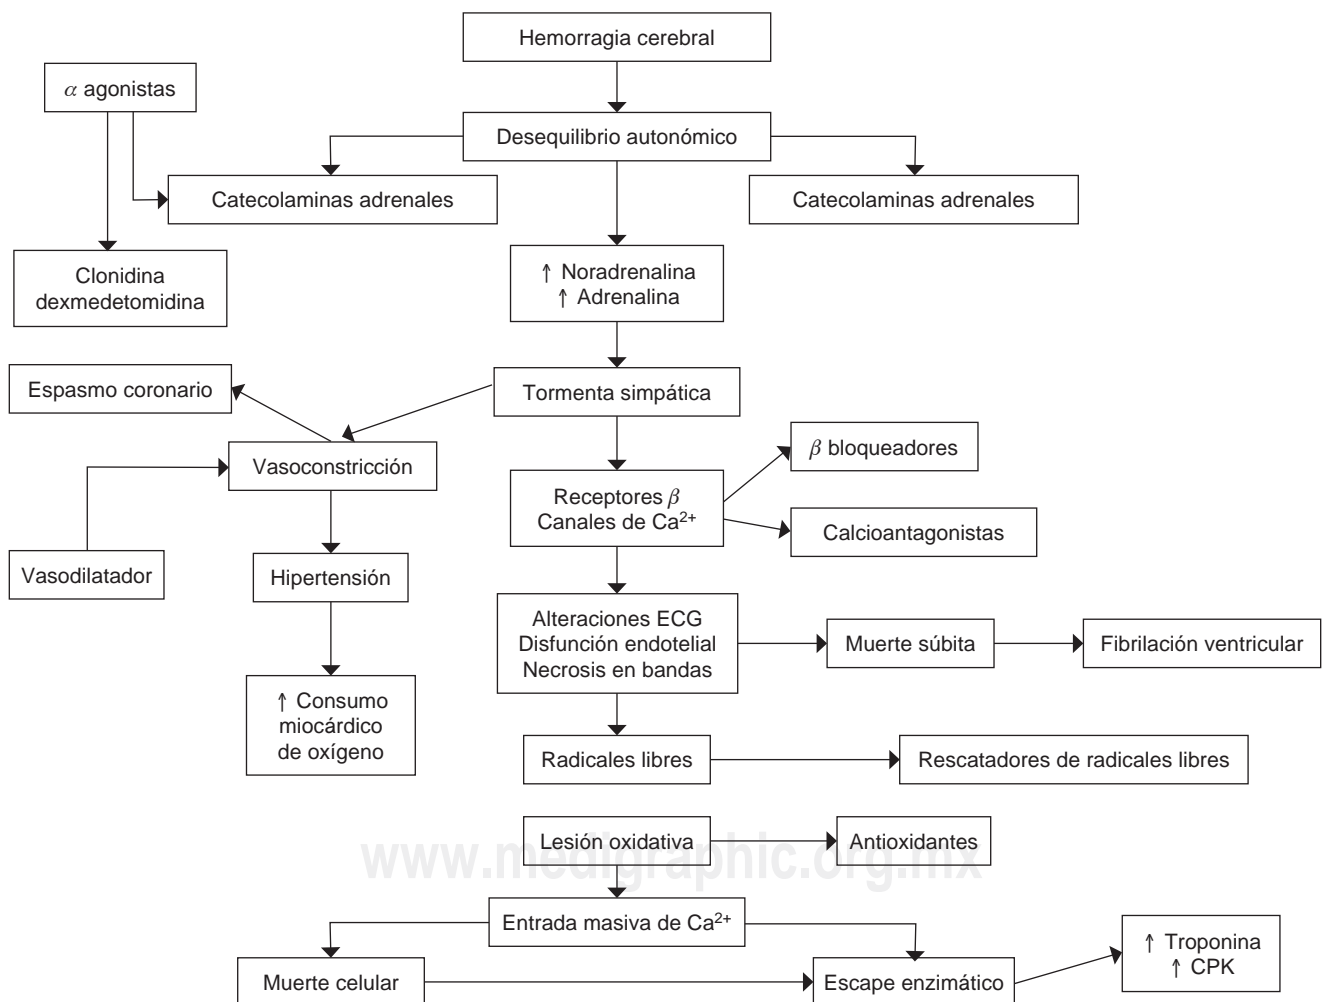 Hemorragia cerebral
α agonistas
Desequilibrio autonómico
Catecolaminas adrenales
Catecolaminas adrenales
Clonidina
dexmedetomidina
↑ Noradrenalina
↑ Adrenalina
Espasmo coronario
Tormenta simpática
Vasoconstricción
β bloqueadores
Receptores β
Canales de Ca²⁺
Calcioantagonistas
Vasodilatador
Hipertensión
Alteraciones ECG
Disfunción endotelial
Necrosis en bandas
Muerte súbita
Fibrilación ventricular
↑ Consumo
miocárdico
de oxígeno
Radicales libres
Rescatadores de radicales libres
Lesión oxidativa
Antioxidantes
www.medigraphic.org.mx
Entrada masiva de Ca²⁺
Muerte celular
Escape enzimático
↑ Troponina
↑ CPK